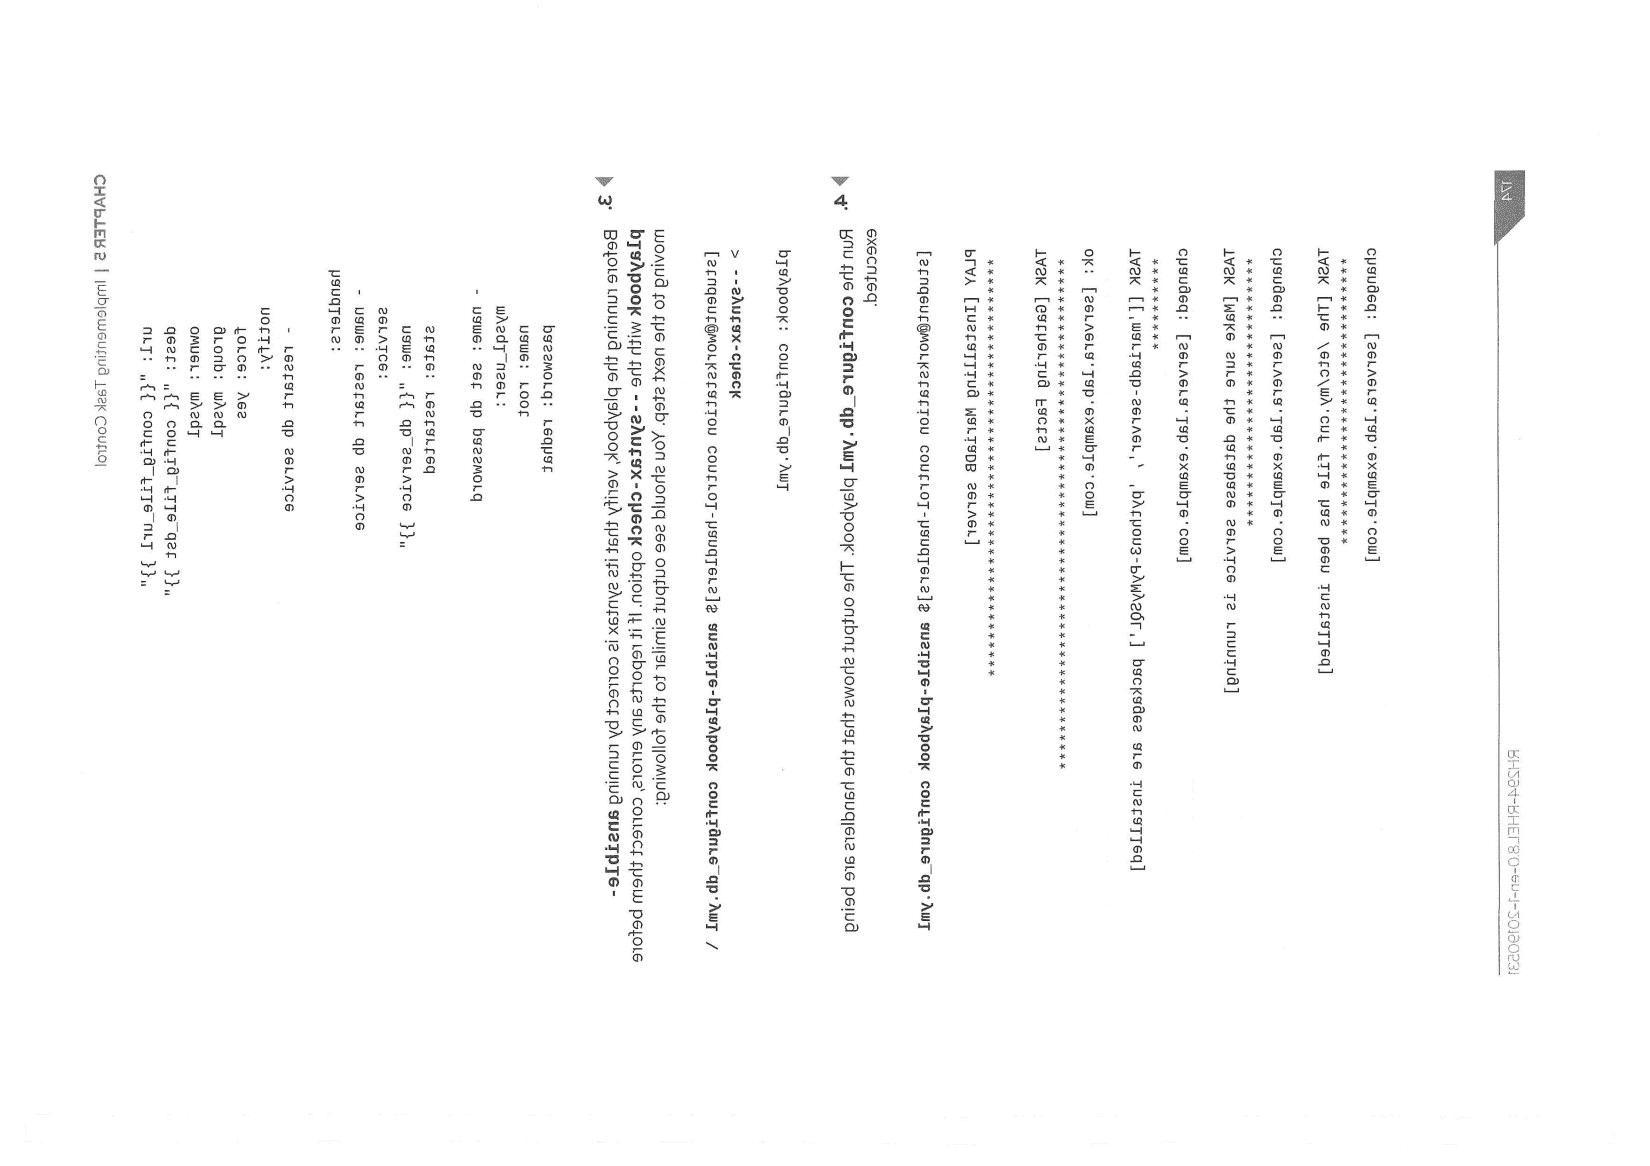 CHAPTER 5 | Implementing Task Control
url: "{{ config_file_url }}"
dest: "{{ config_file_dst }}"
owner: mysql
group: mysql
force: yes
notify:
- restart db service
handlers:
- name: restart db service
service:
name: "{{ db_service }}"
state: restarted
- name: set db password
mysql_user:
name: root
password: redhat
3. Before running the playbook, verify that its syntax is correct by running ansible-
playbook with the --syntax-check option. If it reports any errors, correct them before
moving to the next step. You should see output similar to the following:
[student@workstation control-handlers]$ ansible-playbook configure_db.yml \
> --syntax-check
playbook: configure_db.yml
4. Run the configure_db.yml playbook. The output shows that the handlers are being
executed.
[student@workstation control-handlers]$ ansible-playbook configure_db.yml
PLAY [Installing MariaDB server]
***************************************************
TASK [Gathering Facts]
**************************************************************
ok: [servera.lab.example.com]
TASK [['mariadb-server', 'python3-PyMySQL'] packages are installed]
***********
changed: [servera.lab.example.com]
TASK [Make sure the database service is running]
*********************************
changed: [servera.lab.example.com]
TASK [The /etc/my.cnf file has been installed]
***********************************
changed: [servera.lab.example.com]
174
RH294-RHEL8.0-en-1-20190531